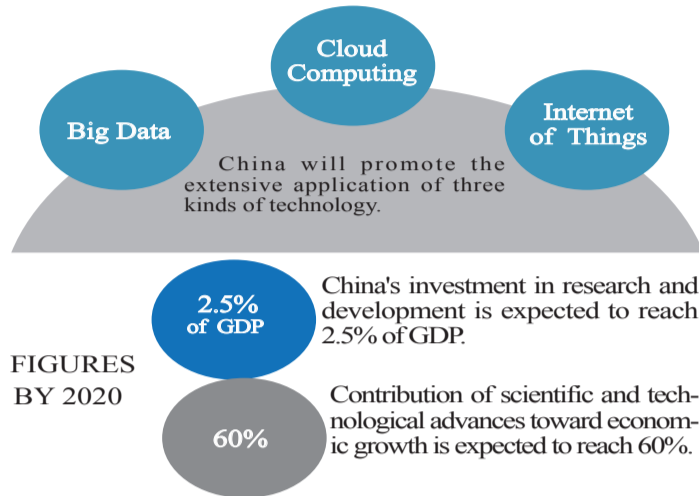 Cloud
Computing
Big Data
Internet
of Things
China will promote the
extensive application of three
kinds of technology.
2.5%
of GDP
China's investment in research and
development is expected to reach
2.5% of GDP.
FIGURES
BY 2020
60%
Contribution of scientific and tech-
nological advances toward econom-
ic growth is expected to reach 60%.